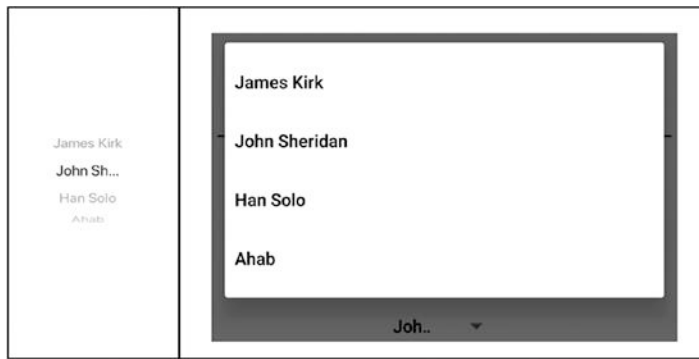 James Kirk
John Sh...
Han Solo
Ahab
James Kirk
John Sheridan
Han Solo
Ahab
Joh..